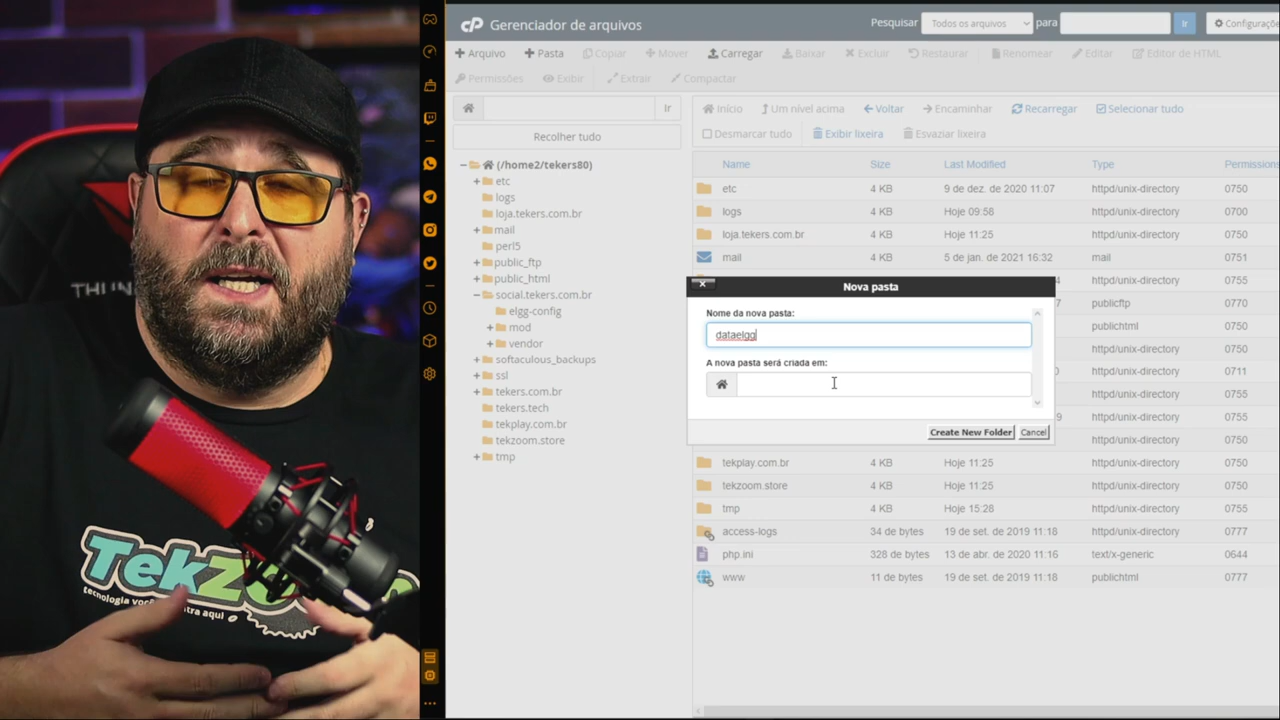 THUN
TekZ
tecnologia você
tra aqui
cP Gerenciador de arquivos
Pesquisar Todos os arquivos para Ir Configuraçõe
Arquivo Pasta Copiar Mover Carregar Baixar Excluir Restaurar Renomear Editar Editor de HTML
Permissões Exibir Extrair Compactar
Ir
Recolher tudo
(/home2/tekers80)
etc
logs
loja.tekers.com.br
mail
perl5
public_ftp
public_html
social.tekers.com.br
elgg-config
mod
vendor
softaculous_backups
ssl
tekers.com.br
tekers.tech
tekplay.com.br
tekzoom.store
tmp
Início Um nível acima Voltar Encaminhar Recarregar Selecionar tudo
Desmarcar tudo Exibir lixeira Esvaziar lixeira
Name Size Last Modified Type Permissions
etc 4 KB 9 de dez. de 2020 11:07 httpd/unix-directory 0750
logs 4 KB Hoje 09:58 httpd/unix-directory 0700
loja.tekers.com.br 4 KB Hoje 11:25 httpd/unix-directory 0750
mail 4 KB 5 de jan. de 2021 16:32 mail 0751
4 httpd/unix-directory 0755
7 publicftp 0770
publichtml 0750
httpd/unix-directory 0750
0 httpd/unix-directory 0711
httpd/unix-directory 0755
9 httpd/unix-directory 0755
httpd/unix-directory 0750
Nova pasta
Nome da nova pasta:
dataelgg
A nova pasta será criada em:
Create New Folder Cancel
tekplay.com.br 4 KB Hoje 11:25 httpd/unix-directory 0750
tekzoom.store 4 KB Hoje 11:25 httpd/unix-directory 0750
tmp 4 KB Hoje 15:28 httpd/unix-directory 0755
access-logs 34 de bytes 19 de set. de 2019 11:18 httpd/unix-directory 0777
php.ini 328 de bytes 13 de abr. de 2020 11:16 text/x-generic 0644
www 11 de bytes 19 de set. de 2019 11:18 publichtml 0777